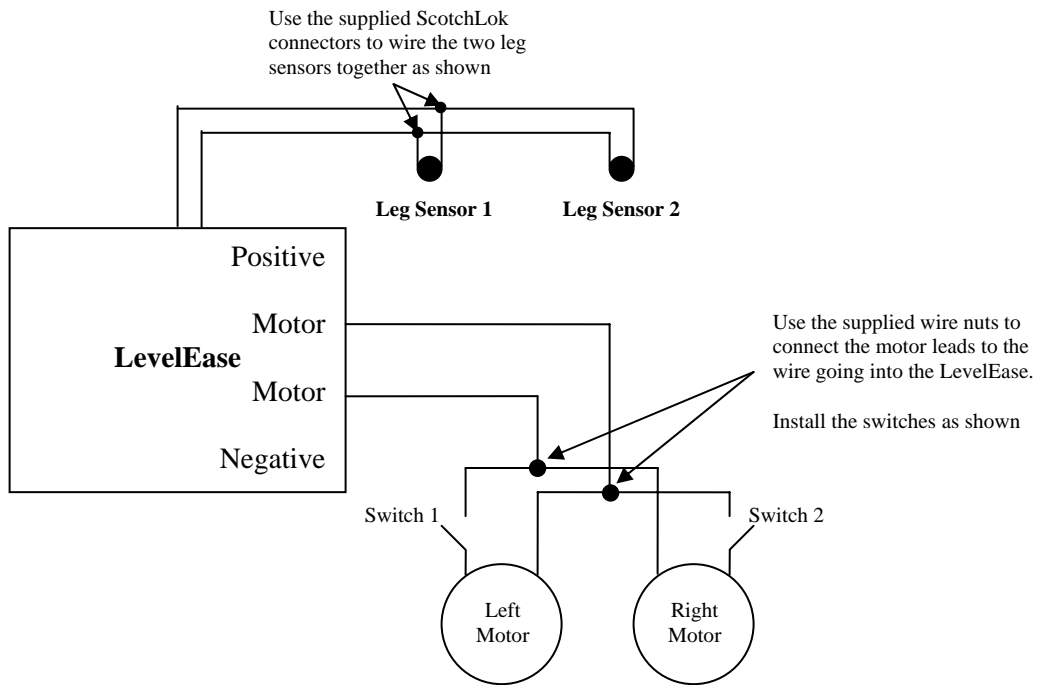 Use the supplied ScotchLok
connectors to wire the two leg
sensors together as shown
Leg Sensor 1
Leg Sensor 2
Positive
Motor
LevelEase
Motor
Negative
Use the supplied wire nuts to
connect the motor leads to the
wire going into the LevelEase.
Install the switches as shown
Switch 1
Switch 2
Left
Motor
Right
Motor